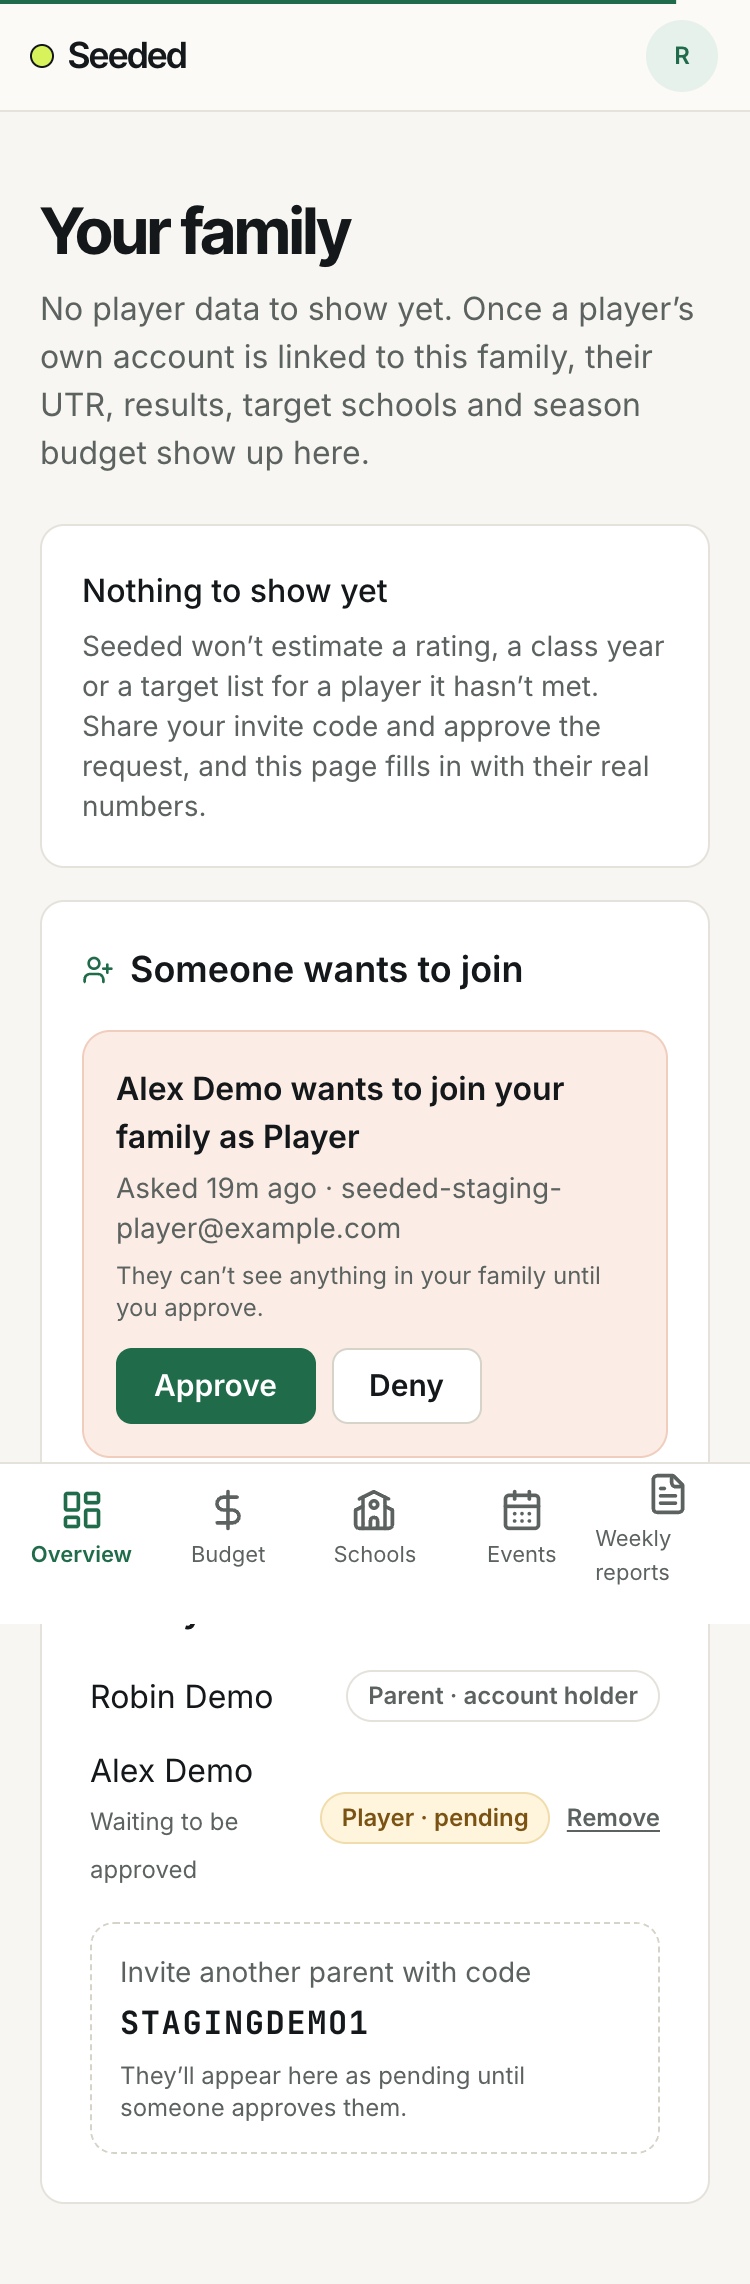 Seeded
R
Your family
No player data to show yet. Once a player’s
own account is linked to this family, their
UTR, results, target schools and season
budget show up here.
Nothing to show yet
Seeded won’t estimate a rating, a class year
or a target list for a player it hasn’t met.
Share your invite code and approve the
request, and this page fills in with their real
numbers.
Someone wants to join
Alex Demo wants to join your
family as Player
Asked 19m ago · seeded-staging-
player@example.com
They can’t see anything in your family until
you approve.
Approve
Deny
Overview
Budget
Schools
Events
Weekly
reports
Robin Demo
Parent · account holder
Alex Demo
Waiting to be
approved
Player · pending
Remove
Invite another parent with code
STAGINGDEMO1
They’ll appear here as pending until
someone approves them.